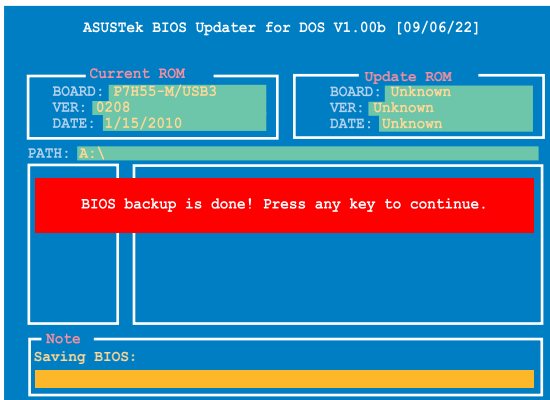 ASUSTek BIOS Updater for DOS V1.00b [09/06/22]
Current ROM
BOARD: P7H55-M/USB3
VER: 0208
DATE: 1/15/2010
Update ROM
BOARD: Unknown
VER: Unknown
DATE: Unknown
PATH: A:\
BIOS backup is done! Press any key to continue.
Note
Saving BIOS: